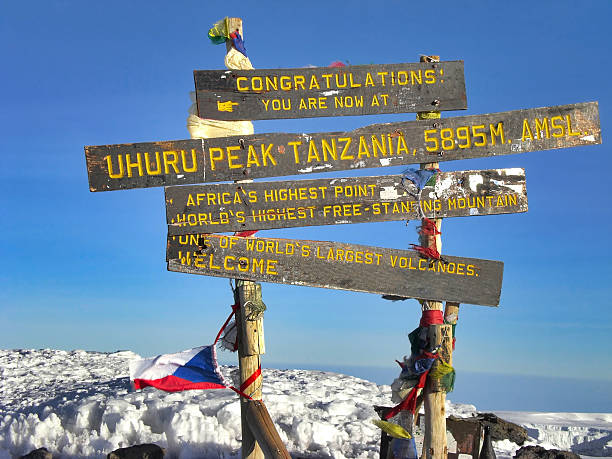 CONGRATULATIONS!
YOU ARE NOW AT
UHURU PEAK TANZANIA, 5895M AMSL.
AFRICA'S HIGHEST POINT
WORLD'S HIGHEST FREE-STANDING MOUNTAIN
ONE OF WORLD'S LARGEST VOLCANOES.
WELCOME